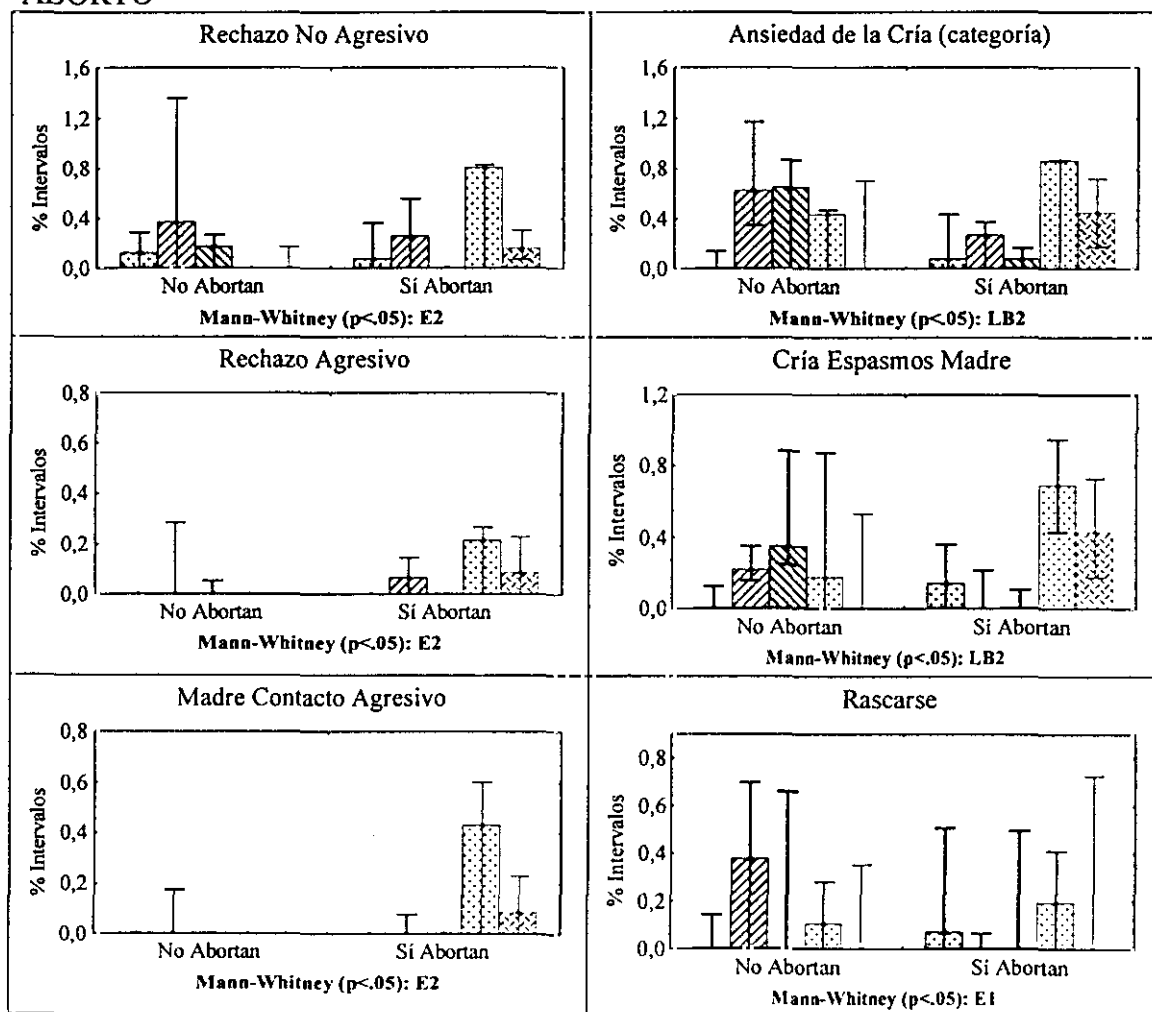 ABORTO
Rechazo No Agresivo
% Intervalos
1,6
1,2
0,8
0,4
0,0
No Abortan
Sí Abortan
Mann-Whitney (p<.05): E2
Ansiedad de la Cría (categoría)
% Intervalos
1,6
1,2
0,8
0,4
0,0
No Abortan
Sí Abortan
Mann-Whitney (p<.05): LB2
Rechazo Agresivo
% Intervalos
0,8
0,6
0,4
0,2
0,0
No Abortan
Sí Abortan
Mann-Whitney (p<.05): E2
Cría Espasmos Madre
% Intervalos
1,2
0,8
0,4
0,0
No Abortan
Sí Abortan
Mann-Whitney (p<.05): LB2
Madre Contacto Agresivo
% Intervalos
0,8
0,6
0,4
0,2
0,0
No Abortan
Sí Abortan
Mann-Whitney (p<.05): E2
Rascarse
% Intervalos
0,8
0,6
0,4
0,2
0,0
No Abortan
Sí Abortan
Mann-Whitney (p<.05): E1